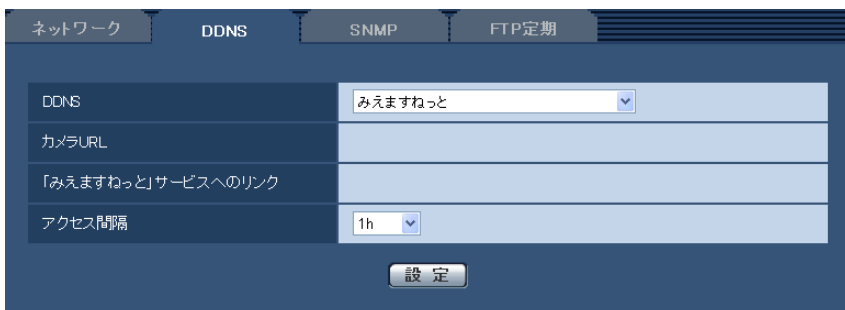 ネットワーク DDNS SNMP FTP定期
DDNS みえますねっと
カメラURL
「みえますねっと」サービスへのリンク
アクセス間隔 1h
設 定